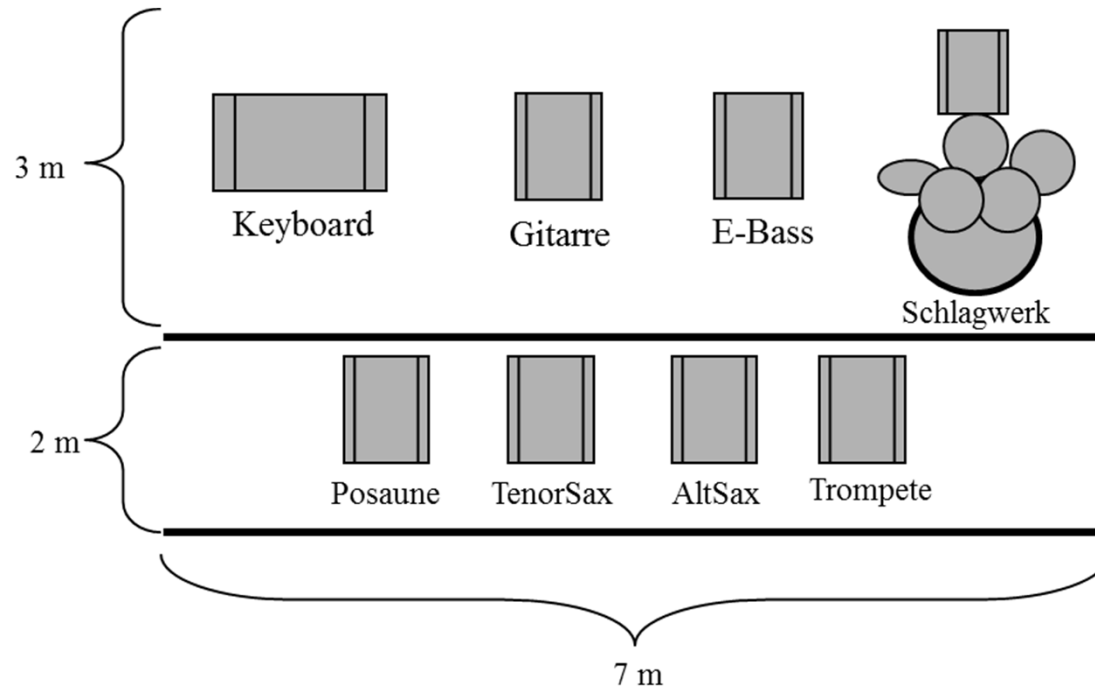 3 m
Keyboard
Gitarre
E-Bass
Schlagwerk
2 m
Posaune
TenorSax
AltSax
Trompete
7 m